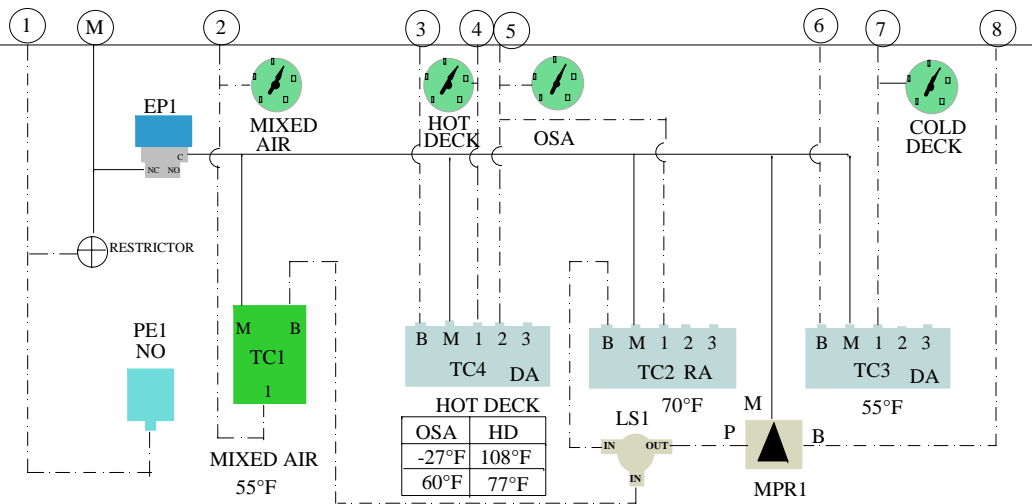 1 M 2 3 4 5 6 7 8
EP1
MIXED
AIR
HOT
DECK
OSA
COLD
DECK
C
NC NO
RESTRICTOR
PE1
NO
M B
TC1
1
B M 1 2 3
TC4 DA
B M 1 2 3
TC2 RA
B M 1 2 3
TC3 DA
70°F
55°F
HOT DECK
OSA HD
-27°F 108°F
60°F 77°F
MIXED AIR
55°F
LS1
IN OUT
IN
M
P B
MPR1